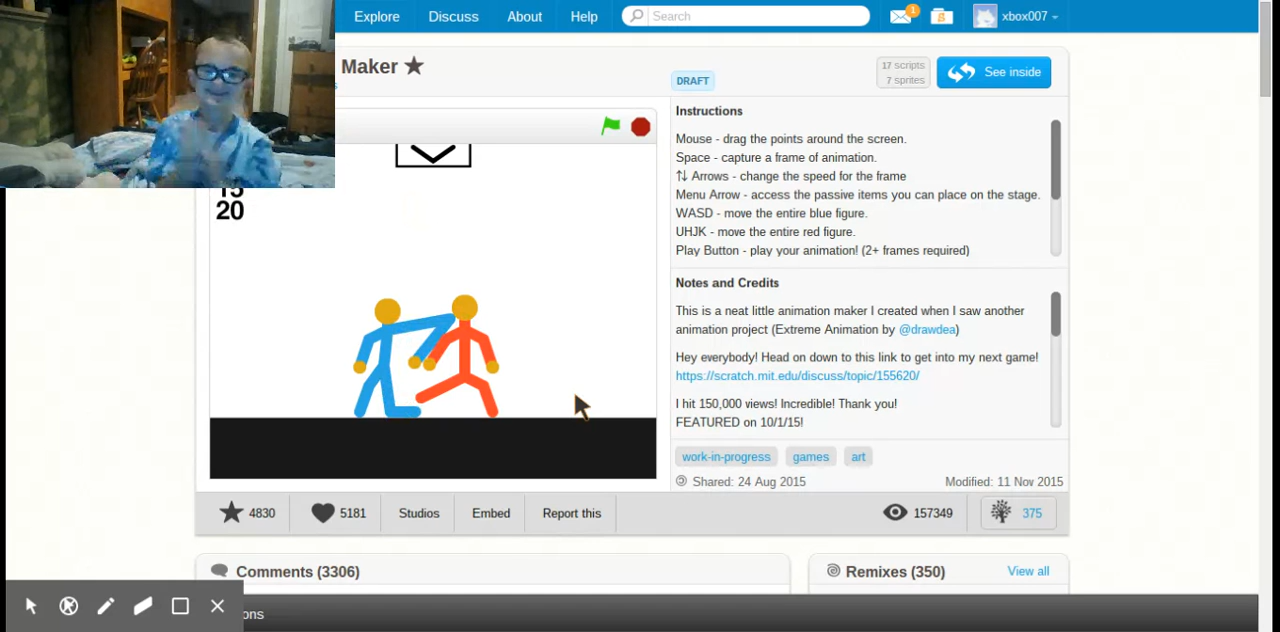 Explore Discuss About Help Search 1 xbox007
Maker ★
DRAFT
17 scripts
7 sprites
See inside
20
Instructions
Mouse - drag the points around the screen.
Space - capture a frame of animation.
⇅ Arrows - change the speed for the frame
Menu Arrow - access the passive items you can place on the stage.
WASD - move the entire blue figure.
UHJK - move the entire red figure.
Play Button - play your animation! (2+ frames required)
Notes and Credits
This is a neat little animation maker I created when I saw another
animation project (Extreme Animation by @drawdea)
Hey everybody! Head on down to this link to get into my next game!
https://scratch.mit.edu/discuss/topic/155620/
I hit 150,000 views! Incredible! Thank you!
FEATURED on 10/1/15!
work-in-progress games art
Shared: 24 Aug 2015 Modified: 11 Nov 2015
4830 5181 Studios Embed Report this 157349 375
Comments (3306)
Remixes (350) View all
ons